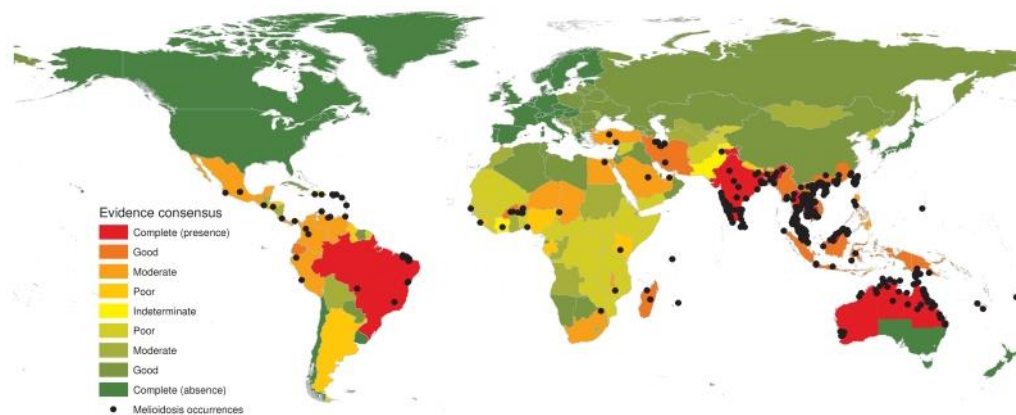 Evidence consensus
Complete (presence)
Good
Moderate
Poor
Indeterminate
Poor
Moderate
Good
Complete (absence)
Melioidosis occurrences